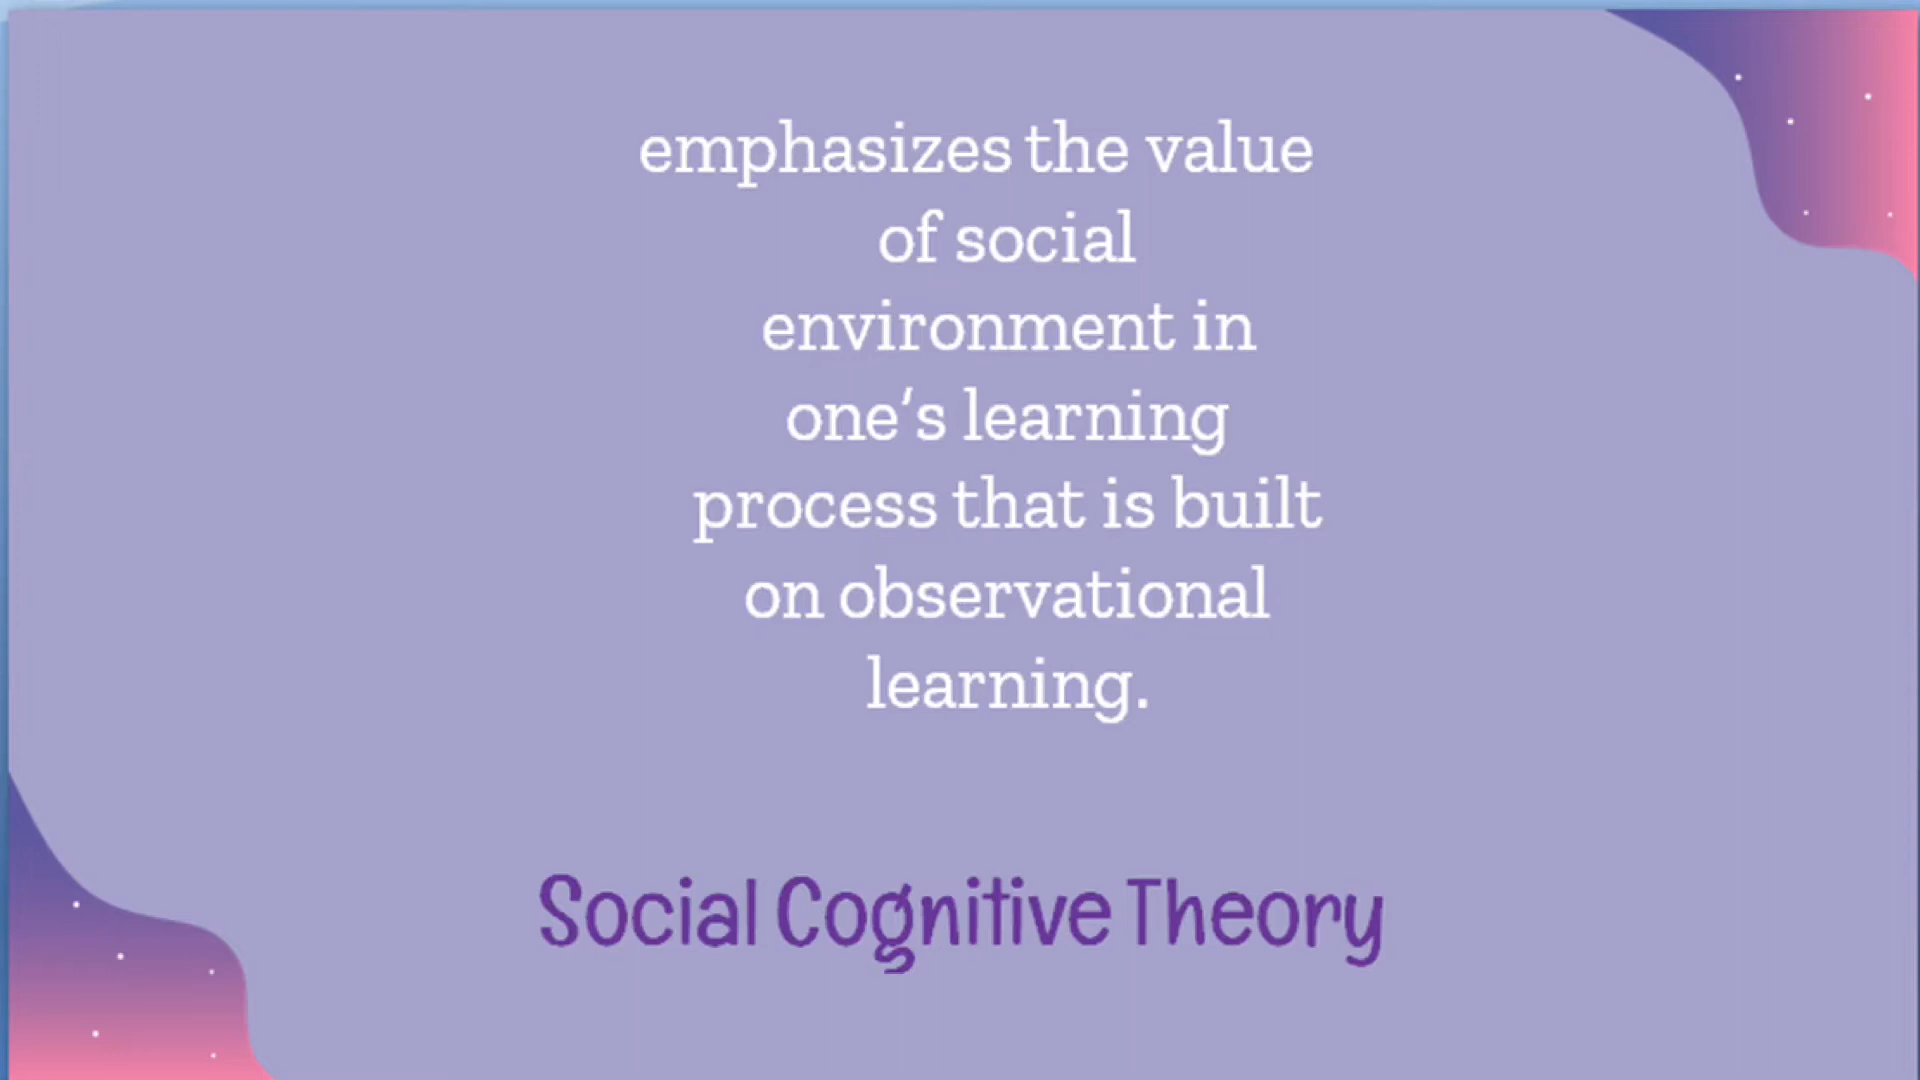 emphasizes the value
of social
environment in
one's learning
process that is built
on observational
learning.
Social Cognitive Theory